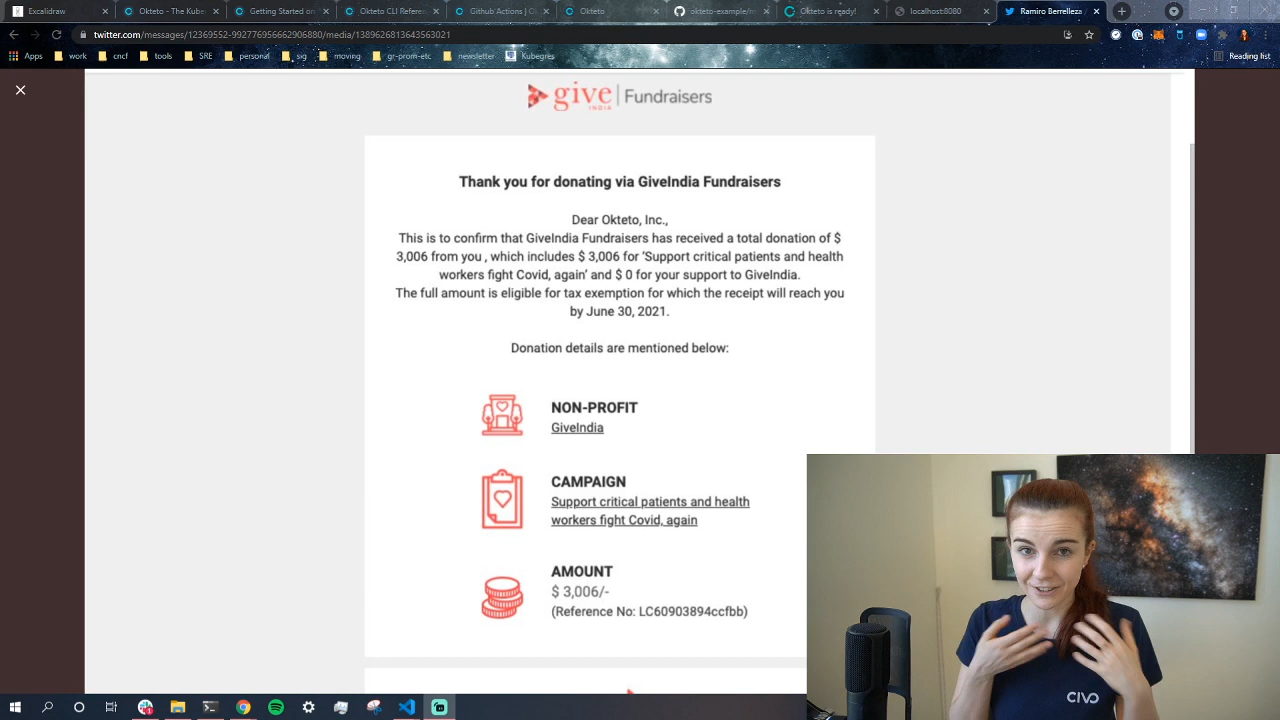 Excalidraw
Okteto - The Kube
Getting Started on
Okteto CLI Refere
Github Actions | O
Okteto
okteto-example/m
Okteto is ready!
localhost:8080
Ramiro Berrelleza
twitter.com/messages/12369552-992776956662906880/media/1389626813643563021
Apps
work
cncf
tools
SRE
personal
sig
moving
gr-prom-etc
newsletter
Kubegres
Reading list
give INDIA | Fundraisers
Thank you for donating via GiveIndia Fundraisers
Dear Okteto, Inc.,
This is to confirm that GiveIndia Fundraisers has received a total donation of $
3,006 from you , which includes $ 3,006 for ‘Support critical patients and health
workers fight Covid, again’ and $ 0 for your support to GiveIndia.
The full amount is eligible for tax exemption for which the receipt will reach you
by June 30, 2021.
Donation details are mentioned below:
NON-PROFIT
GiveIndia
CAMPAIGN
Support critical patients and health
workers fight Covid, again
AMOUNT
$ 3,006/-
(Reference No: LC60903894ccfbb)
CIVO